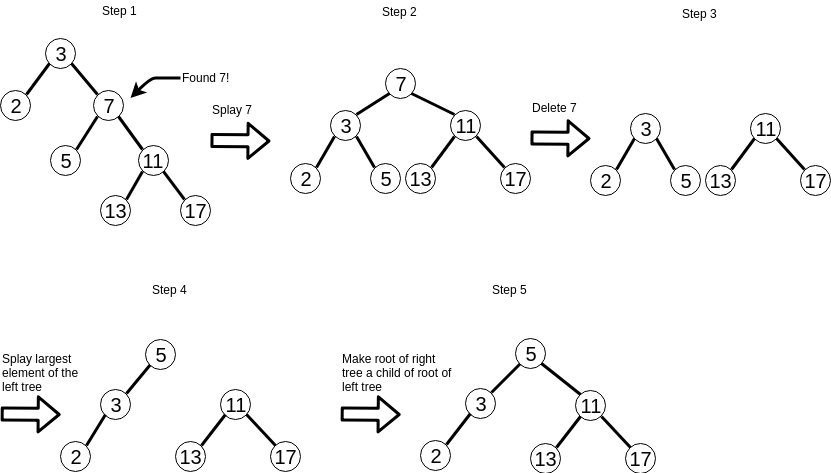 Step 1
Step 2
Step 3
3
Found 7!
2
7
5
11
13
17
Splay 7
7
3
11
2
5
13
17
Delete 7
3
11
2
5
13
17
Step 4
Step 5
Splay largest
element of the
left tree
5
3
11
2
13
17
Make root of right
tree a child of root of
left tree
5
3
11
2
13
17